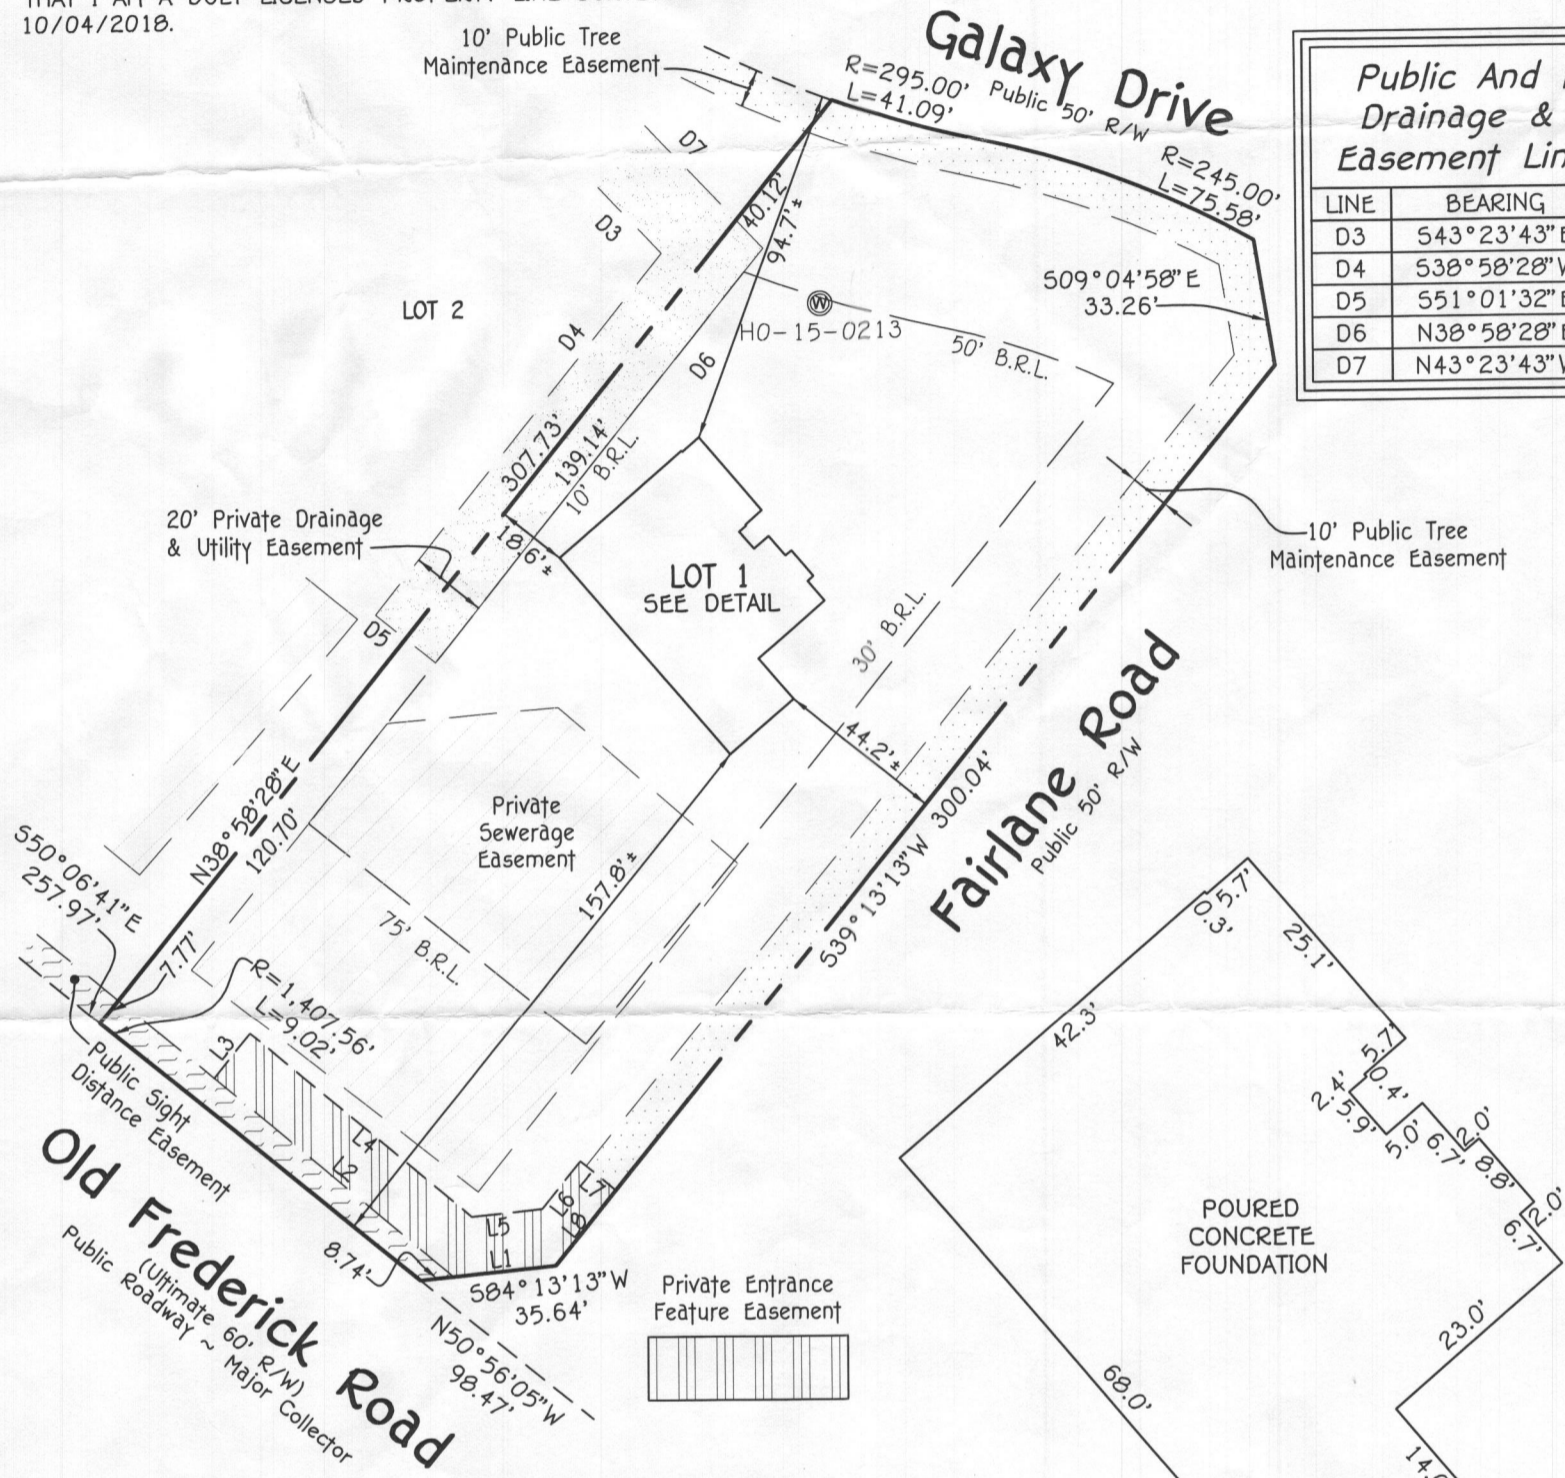 10/04/2018.
10' Public Tree
Maintenance Easement
Galaxy Drive
Public 50' R/W
R=295.00'
L=41.09'
R=245.00'
L=75.58'
Public And
Drainage &
LINE BEARING
D3 S43°23'43"E
D4 S38°58'28"W
D5 S51°01'32"E
D6 N38°58'28"E
D7 N43°23'43"W
D7
D3
40.12'
94.7'±
S09°04'58"E
33.26'
LOT 2
D4
HO-15-0213
W
50' B.R.L.
D6
307.73'
139.14'
10' B.R.L.
20' Private Drainage
& Utility Easement
18.6'±
10' Public Tree
Maintenance Easement
LOT 1
SEE DETAIL
D5
30' B.R.L.
Fairlane Road
Public 50' R/W
44.2'±
S39°13'13"W 300.04'
N38°58'28"E
120.70'
Private
Sewerage
Easement
157.8'±
75' B.R.L.
S50°06'41"E
257.97'
7.77'
R=1,407.56'
L=9.02'
Public Sight
Distance Easement
L3
L4
L2
L5
L1
L6
L7
L8
8.74'
S84°13'13"W
35.64'
N50°56'05"W
98.47'
Old Frederick Road
(Ultimate 60' R/W)
Public Roadway ~ Major Collector
Private Entrance
Feature Easement
5.7'
0.3'
25.1'
42.3'
5.7'
0.4'
2.4'
5.9'
5.0'
6.7'
2.0'
8.8'
2.0'
6.7'
POURED
CONCRETE
FOUNDATION
23.0'
68.0'